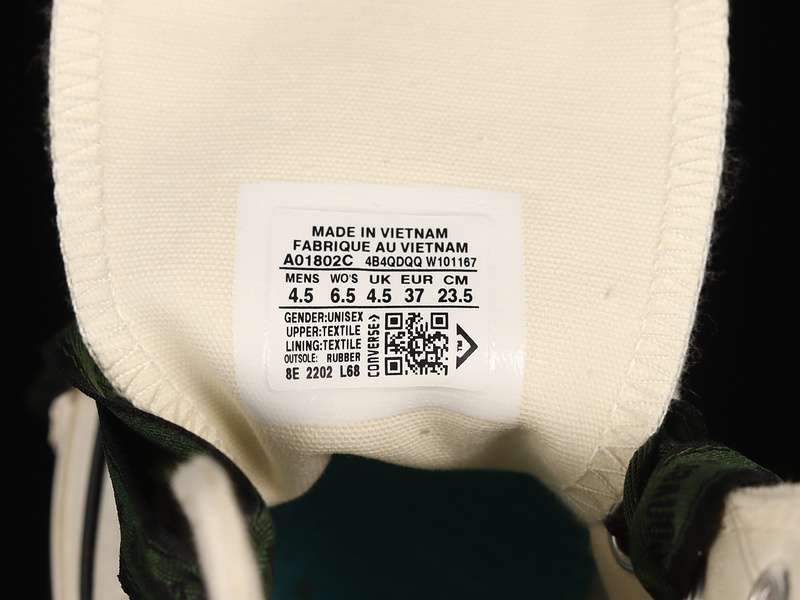 MADE IN VIETNAM
FABRIQUE AU VIETNAM
A01802C 4B4QDQQ W101167
MENS WO'S UK EUR CM
4.5 6.5 4.5 37 23.5
GENDER:UNISEX
UPPER:TEXTILE
LINING:TEXTILE
OUTSOLE: RUBBER
8E 2202 L68
CONVERSE
TM